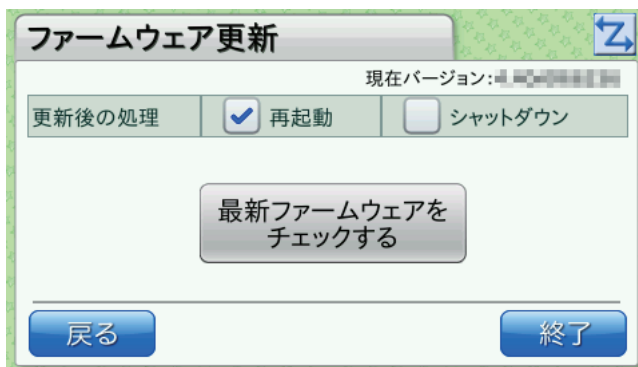 ファームウェア更新
現在バージョン:
更新後の処理 再起動 シャットダウン
最新ファームウェアを
チェックする
戻る 終了